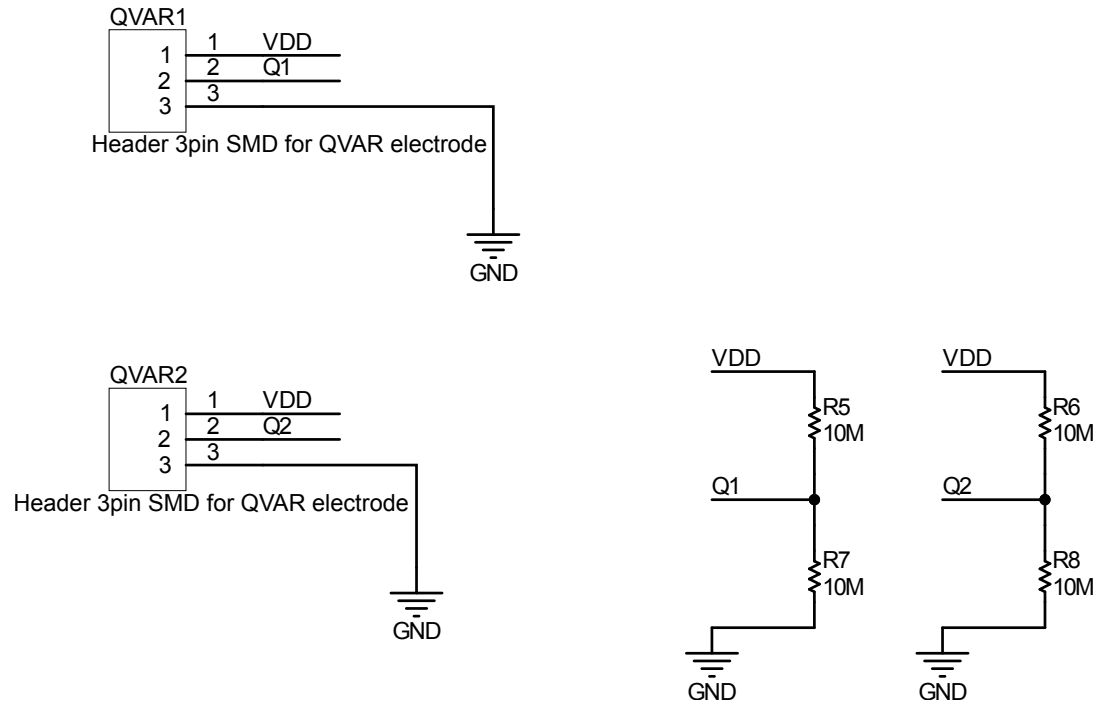 QVAR1
1 1 VDD
2 2 Q1
3 3
Header 3pin SMD for QVAR electrode
GND
QVAR2
1 1 VDD
2 2 Q2
3 3
Header 3pin SMD for QVAR electrode
GND
VDD
R5
10M
Q1
R7
10M
GND
VDD
R6
10M
Q2
R8
10M
GND